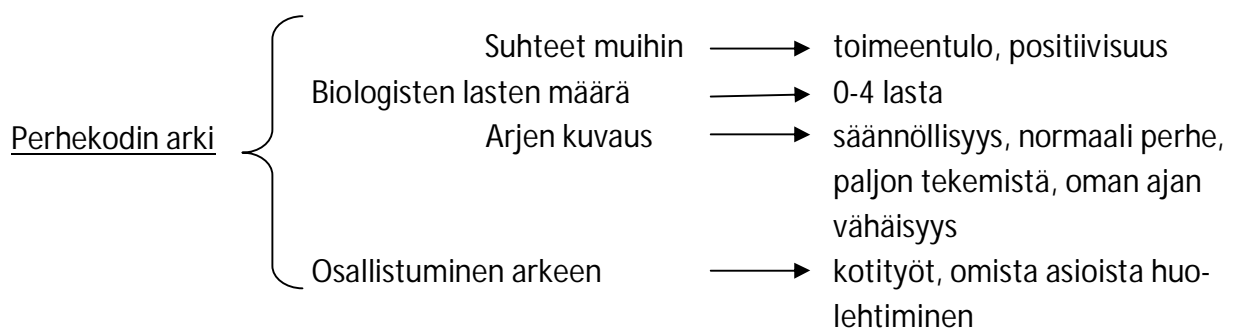 Suhteet muihin toimeentulo, positiivisuus
Biologisten lasten määrä 0-4 lasta
Perhekodin arki Arjen kuvaus säännöllisyys, normaali perhe,
paljon tekemistä, oman ajan
vähäisyys
Osallistuminen arkeen kotityöt, omista asioista huo-
lehtiminen